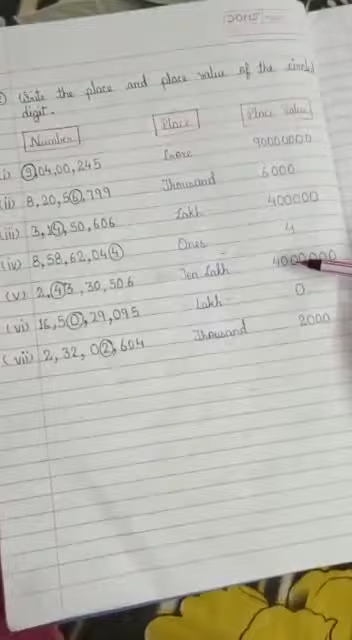 Write the place and place value of the circled
digit.
Number Place Place Value
(i) 9,04,00,245 Crore 90000000
(ii) 8,20,56,799 Thousand 6000
(iii) 3,14,50,606 Lakh 400000
(iv) 8,58,62,044 Ones 4
(v) 2,43,30,506 Ten Lakh 4000000
(vi) 16,50,29,095 Lakh 0
(vii) 2,32,02,604 Thousand 2000